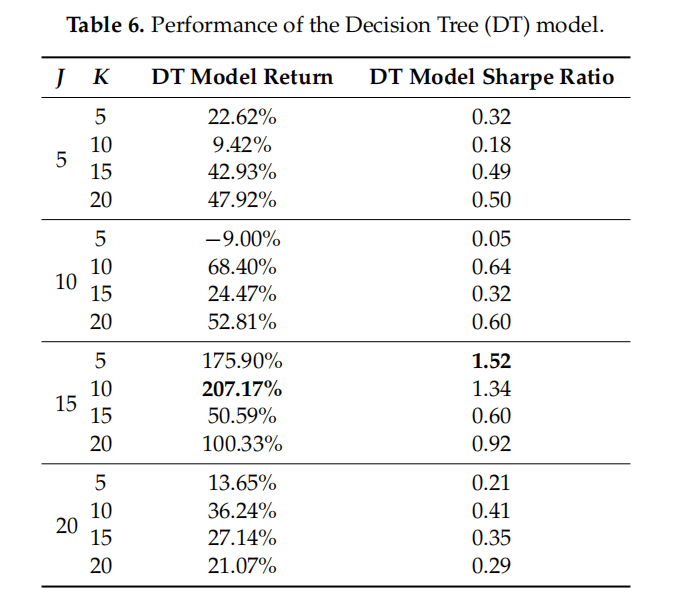 Table 6. Performance of the Decision Tree (DT) model.
J K DT Model Return DT Model Sharpe Ratio
5 5 22.62% 0.32
10 9.42% 0.18
15 42.93% 0.49
20 47.92% 0.50
10 5 −9.00% 0.05
10 68.40% 0.64
15 24.47% 0.32
20 52.81% 0.60
15 5 175.90% 1.52
10 207.17% 1.34
15 50.59% 0.60
20 100.33% 0.92
20 5 13.65% 0.21
10 36.24% 0.41
15 27.14% 0.35
20 21.07% 0.29